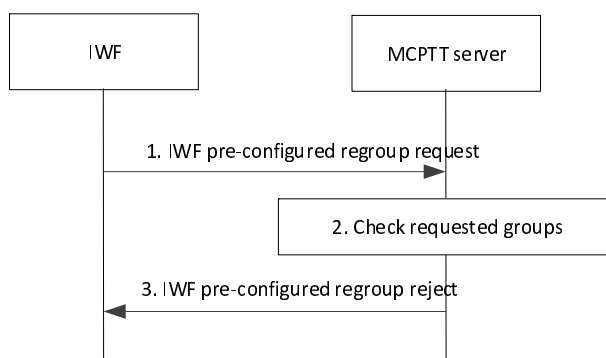 IWF
MCPTT server
1. IWF pre-configured regroup request
2. Check requested groups
3. IWF pre-configured regroup reject